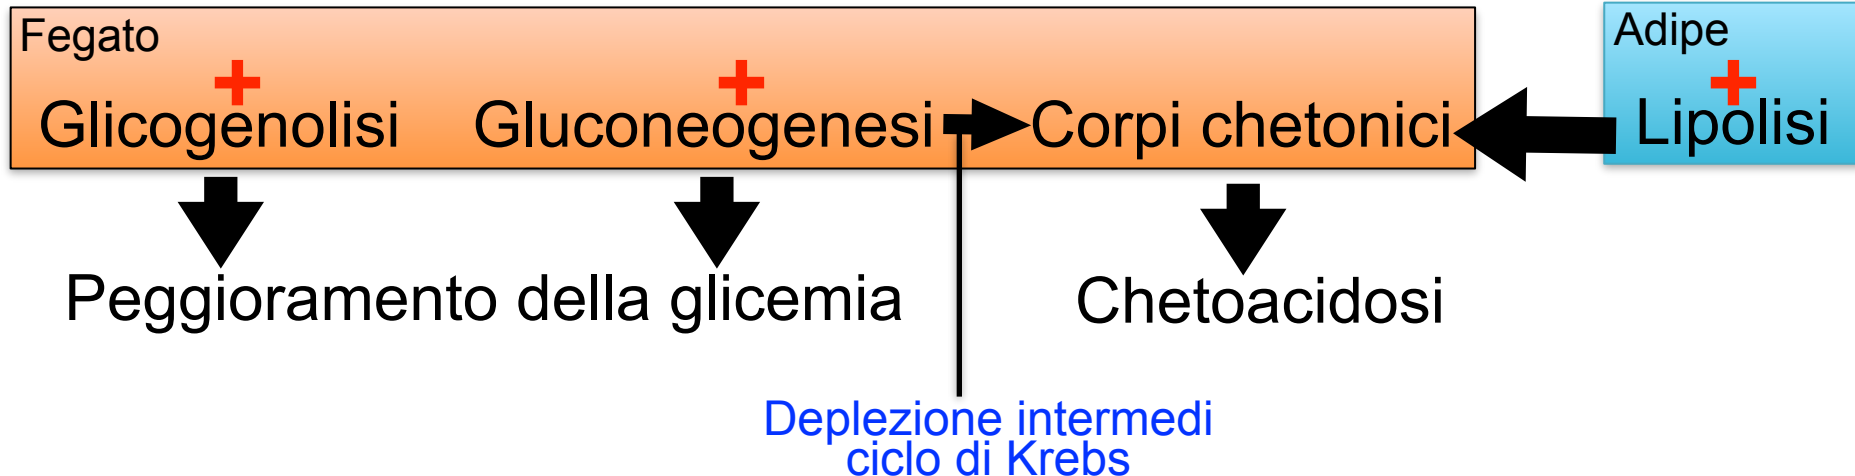 Fegato
Adipe
+ + +
Glicogenolisi Gluconeogenesi Corpi chetonici Lipolisi
Peggioramento della glicemia Chetoacidosi
Deplezione intermedi
ciclo di Krebs